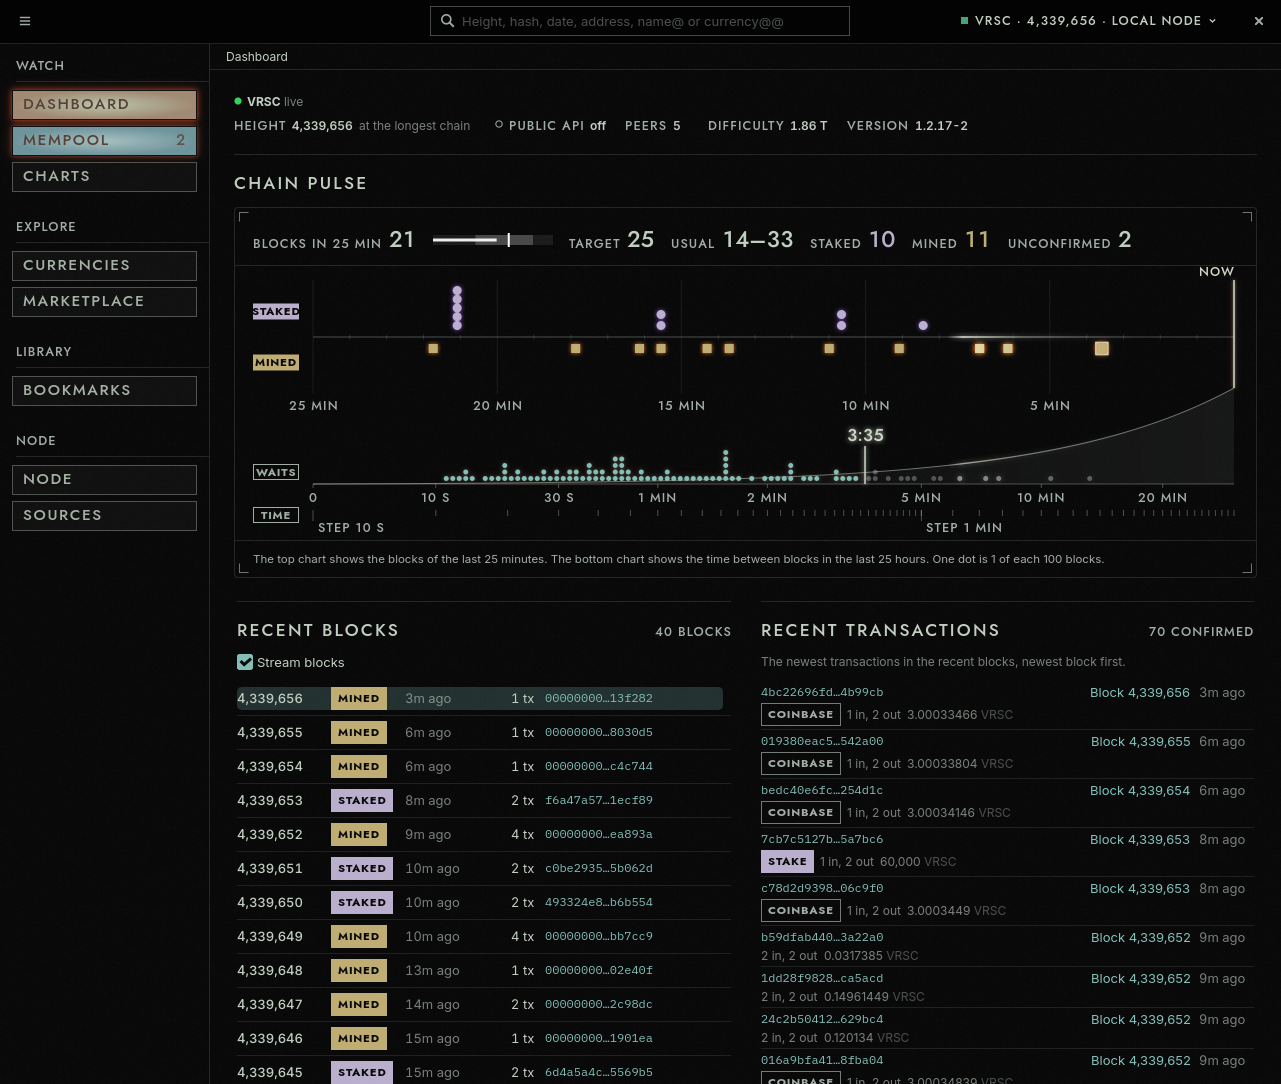 Height, hash, date, address, name@ or currency@@
VRSC · 4,339,656 · LOCAL NODE
WATCH
DASHBOARD
MEMPOOL 2
CHARTS
EXPLORE
CURRENCIES
MARKETPLACE
LIBRARY
BOOKMARKS
NODE
NODE
SOURCES
Dashboard
VRSC live
HEIGHT 4,339,656 at the longest chain PUBLIC API off PEERS 5 DIFFICULTY 1.86 T VERSION 1.2.17-2
CHAIN PULSE
BLOCKS IN 25 MIN 21 TARGET 25 USUAL 14–33 STAKED 10 MINED 11 UNCONFIRMED 2
NOW
STAKED
MINED
25 MIN 20 MIN 15 MIN 10 MIN 5 MIN
3:35
WAITS
0 10 S 30 S 1 MIN 2 MIN 5 MIN 10 MIN 20 MIN
TIME
STEP 10 S STEP 1 MIN
The top chart shows the blocks of the last 25 minutes. The bottom chart shows the time between blocks in the last 25 hours. One dot is 1 of each 100 blocks.
RECENT BLOCKS 40 BLOCKS
Stream blocks
4,339,656 MINED 3m ago 1 tx 00000000…13f282
4,339,655 MINED 6m ago 1 tx 00000000…8030d5
4,339,654 MINED 6m ago 1 tx 00000000…c4c744
4,339,653 STAKED 8m ago 2 tx f6a47a57…1ecf89
4,339,652 MINED 9m ago 4 tx 00000000…ea893a
4,339,651 STAKED 10m ago 2 tx c0be2935…5b062d
4,339,650 STAKED 10m ago 2 tx 493324e8…b6b554
4,339,649 MINED 10m ago 4 tx 00000000…bb7cc9
4,339,648 MINED 13m ago 1 tx 00000000…02e40f
4,339,647 MINED 14m ago 2 tx 00000000…2c98dc
4,339,646 MINED 15m ago 1 tx 00000000…1901ea
4,339,645 STAKED 15m ago 2 tx 6d4a5a4c…5569b5
RECENT TRANSACTIONS 70 CONFIRMED
The newest transactions in the recent blocks, newest block first.
4bc22696fd…4b99cb Block 4,339,656 3m ago
COINBASE 1 in, 2 out 3.00033466 VRSC
019380eac5…542a00 Block 4,339,655 6m ago
COINBASE 1 in, 2 out 3.00033804 VRSC
bedc40e6fc…254d1c Block 4,339,654 6m ago
COINBASE 1 in, 2 out 3.00034146 VRSC
7cb7c5127b…5a7bc6 Block 4,339,653 8m ago
STAKE 1 in, 2 out 60,000 VRSC
c78d2d9398…06c9f0 Block 4,339,653 8m ago
COINBASE 1 in, 2 out 3.0003449 VRSC
b59dfab440…3a22a0 Block 4,339,652 9m ago
2 in, 2 out 0.0317385 VRSC
1dd28f9828…ca5acd Block 4,339,652 9m ago
2 in, 2 out 0.14961449 VRSC
24c2b50412…629bc4 Block 4,339,652 9m ago
2 in, 2 out 0.120134 VRSC
016a9bfa41…8fba04 Block 4,339,652 9m ago
COINBASE 1 in, 2 out 3.00034839 VRSC